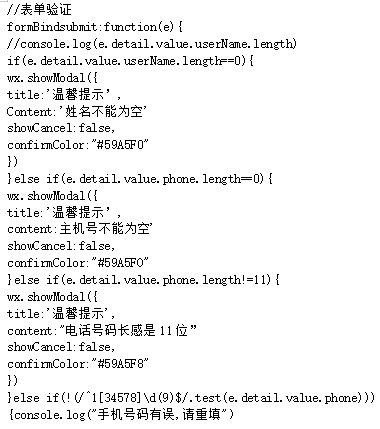 //表单验证
formBindsubmit:function(e){
//console.log(e.detail.value.userName.length)
if(e.detail.value.userName.length==0){
wx.showModal({
title:'温馨提示',
Content:'姓名不能为空'
showCancel:false,
confirmColor:"#59A5F0"
})
}else if(e.detail.value.phone.length==0){
wx.showModal({
title:'温馨提示',
content:主机号不能为空'
showCancel:false,
confirmColor:"#59A5F0"
}else if(e.detail.value.phone.length!=11){
wx.showModal({
title:'温馨提示',
content:"电话号码长感是11位”
showCancel:false,
confirmColor:"#59A5F8"
})
}else if(!(/^1[34578]\d(9)$/.test(e.detail.value.phone)))
{console.log("手机号码有误,请重填")